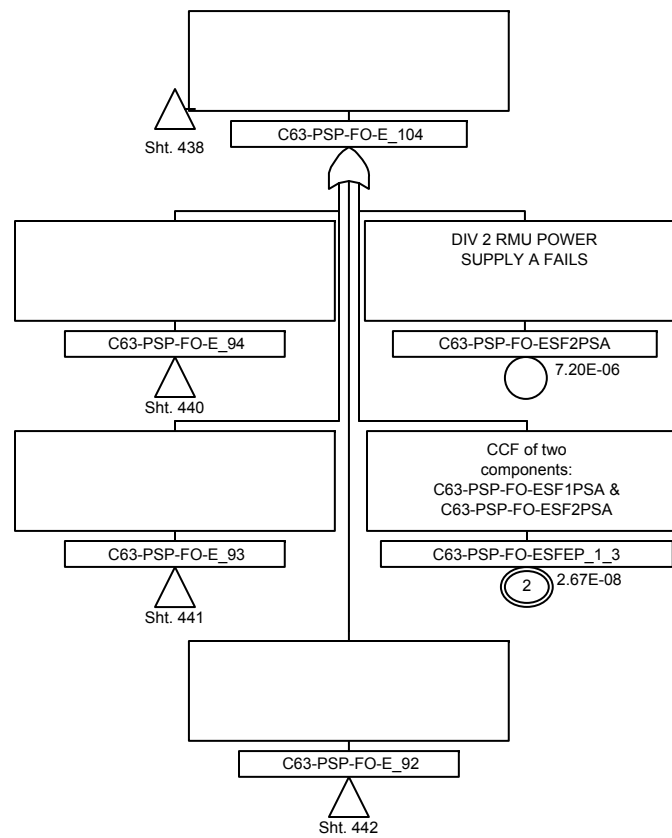 Sht. 438
C63-PSP-FO-E_104
C63-PSP-FO-E_94
Sht. 440
DIV 2 RMU POWER
SUPPLY A FAILS
C63-PSP-FO-ESF2PSA
7.20E-06
C63-PSP-FO-E_93
Sht. 441
CCF of two
components:
C63-PSP-FO-ESF1PSA &
C63-PSP-FO-ESF2PSA
C63-PSP-FO-ESFEP_1_3
2
2.67E-08
C63-PSP-FO-E_92
Sht. 442